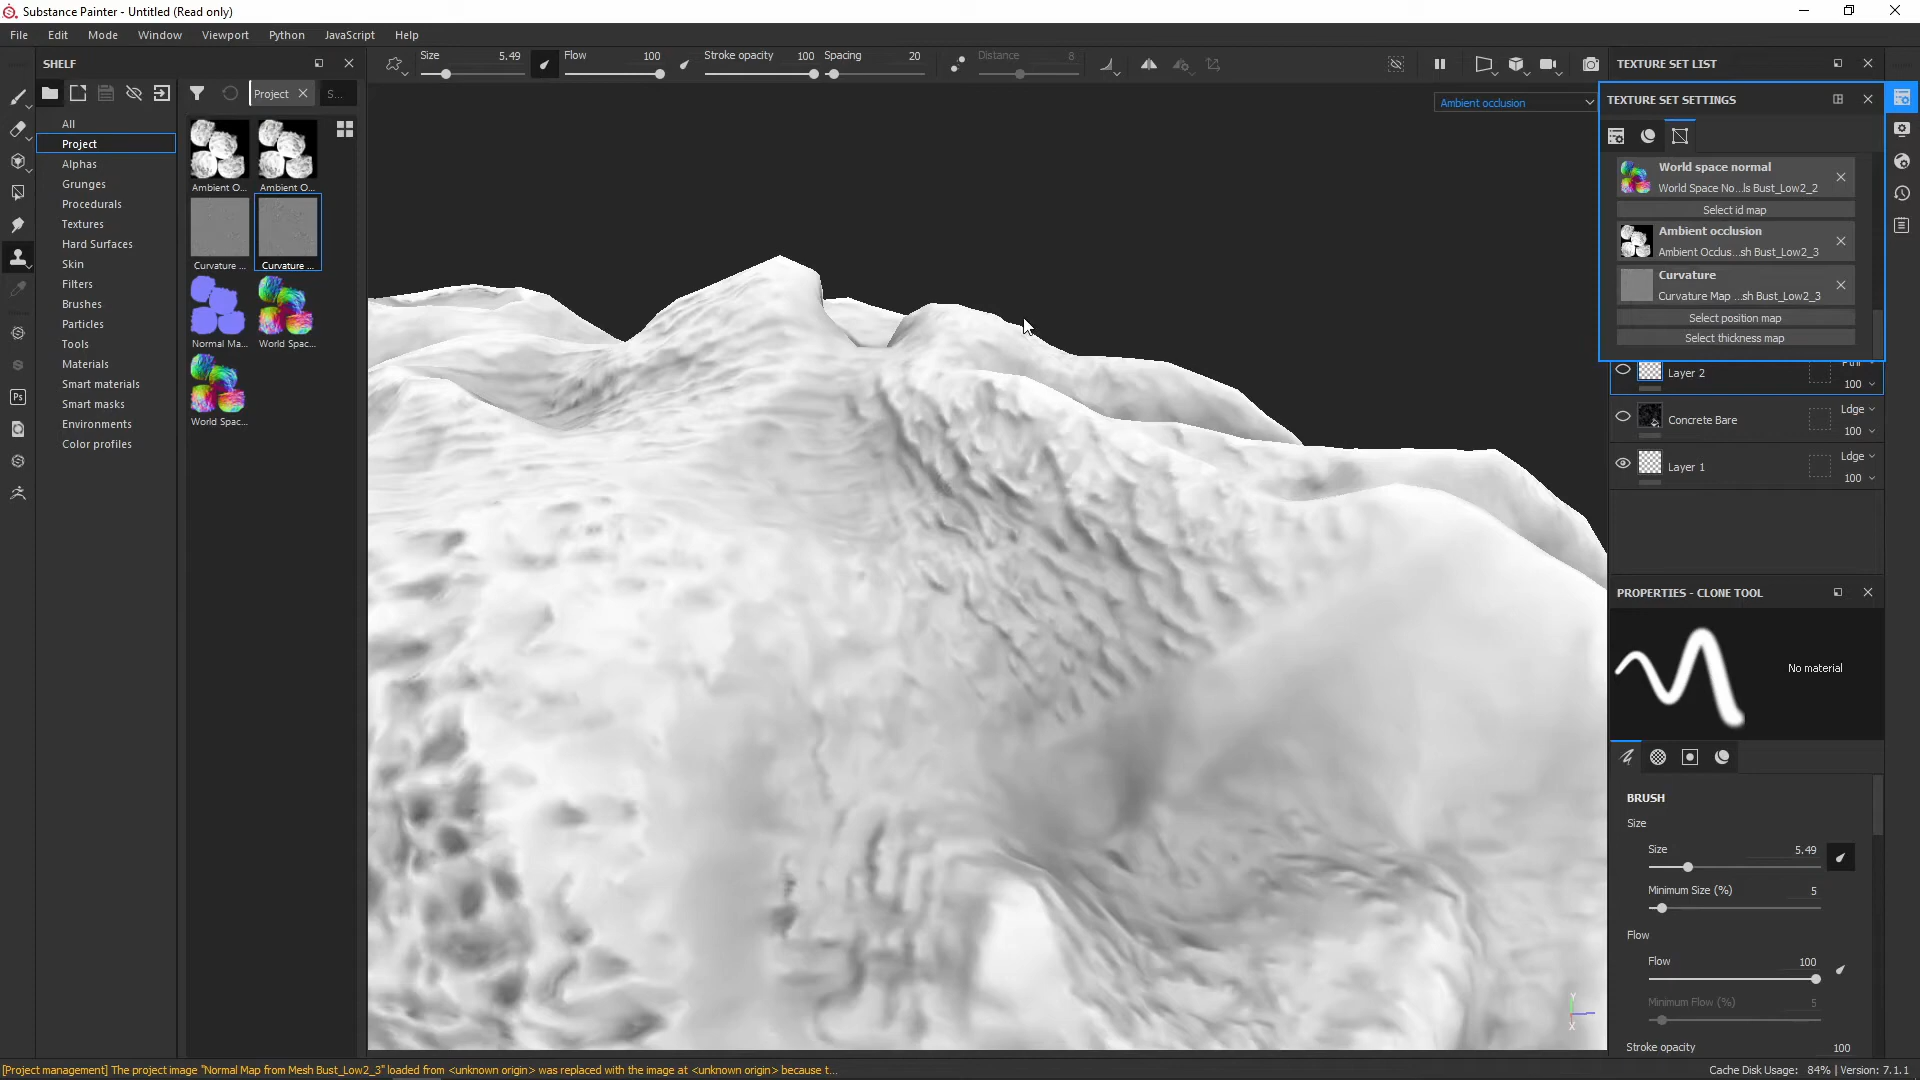 Substance Painter - Untitled (Read only)
File Edit Mode Window Viewport Python JavaScript Help
SHELF
Size 5.49 Flow 100 Stroke opacity 100 Spacing 20 Distance 8
TEXTURE SET LIST
Project
S...
Ambient occlusion
TEXTURE SET SETTINGS
All
Project
Alphas
Grunges
Procedurals
Textures
Hard Surfaces
Skin
Filters
Brushes
Particles
Tools
Materials
Smart materials
Smart masks
Environments
Color profiles
Ambient O... Ambient O...
Curvature ... Curvature ...
Normal Ma... World Spac...
World Spac...
Ps
World space normal
World Space No...ls Bust_Low2_2
Select id map
Ambient occlusion
Ambient Occlus...sh Bust_Low2_3
Curvature
Curvature Map ...sh Bust_Low2_3
Select position map
Select thickness map
Layer 2
100
Concrete Bare
Ldge
100
Layer 1
Ldge
100
PROPERTIES - CLONE TOOL
No material
BRUSH
Size
Size 5.49
Minimum Size (%) 5
Flow
Flow 100
Minimum Flow (%) 5
Stroke opacity 100
Y
X
[Project management] The project image "Normal Map from Mesh Bust_Low2_3" loaded from <unknown origin> was replaced with the image at <unknown origin> because t...
Cache Disk Usage: 84% | Version: 7.1.1